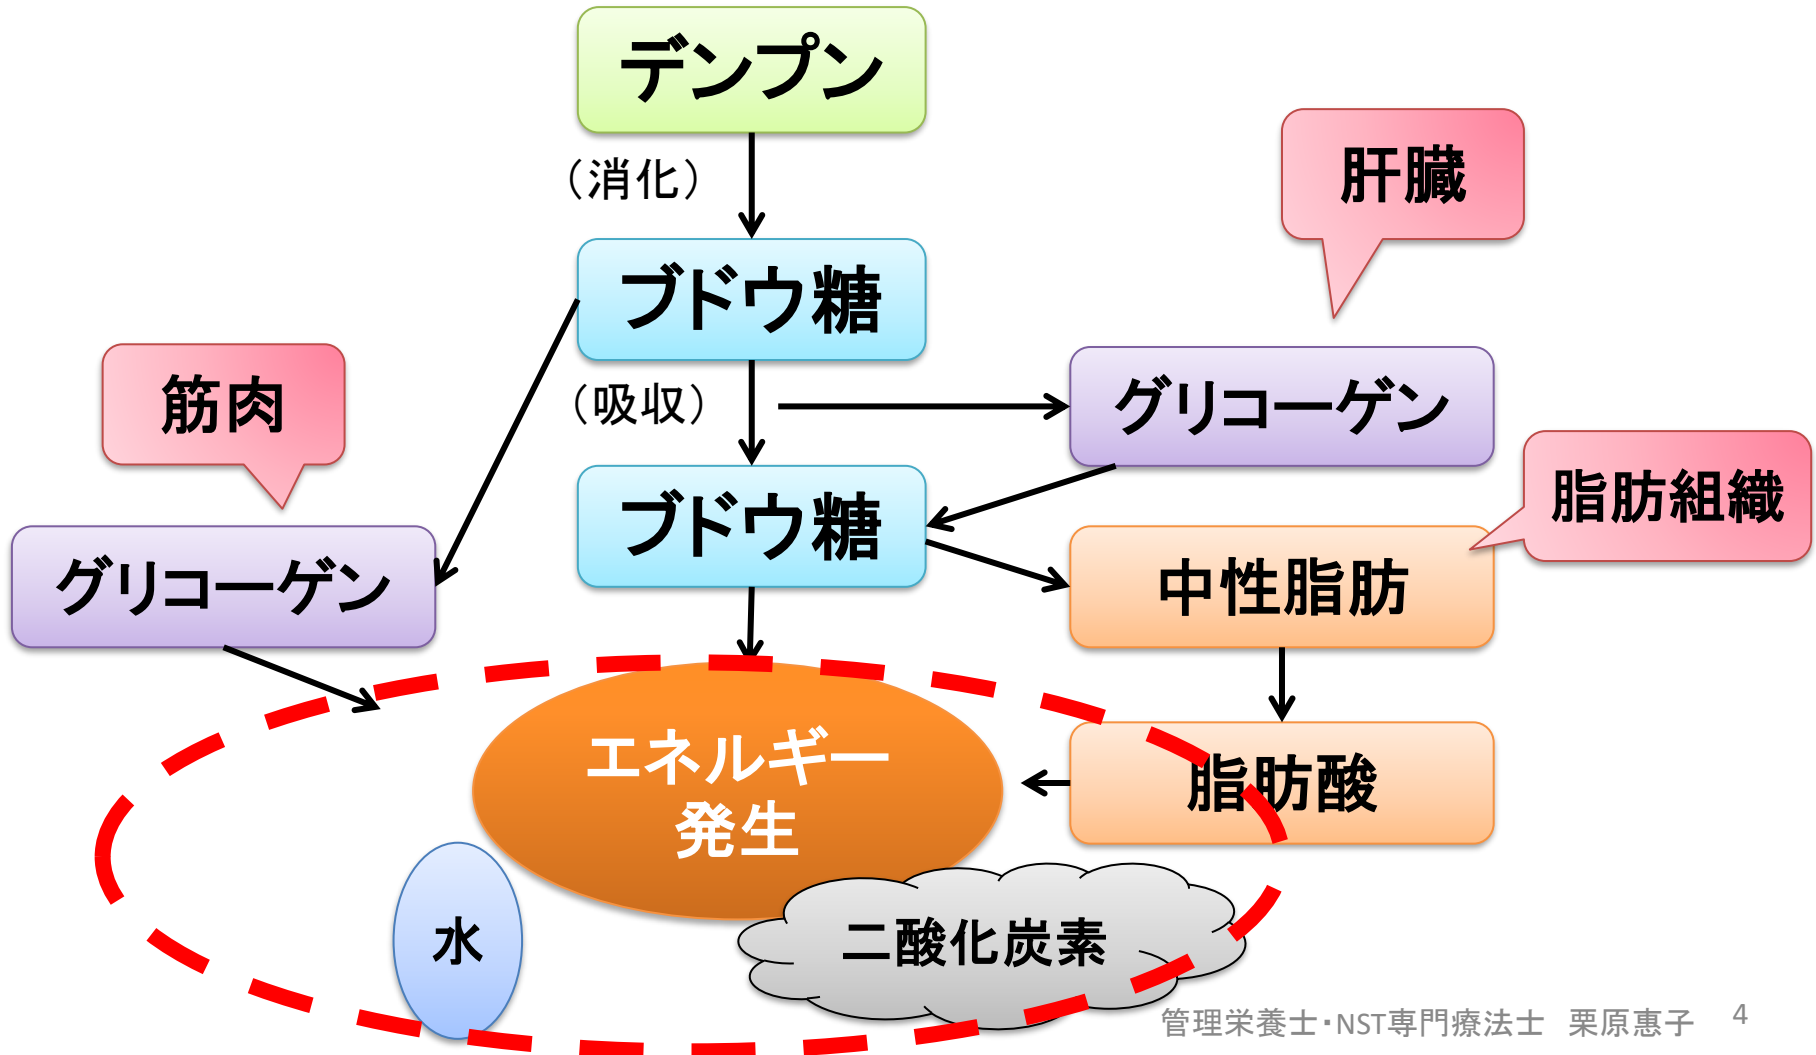 デンプン
(消化)
肝臓
ブドウ糖
筋肉
(吸収)
グリコーゲン
脂肪組織
ブドウ糖
グリコーゲン
中性脂肪
エネルギー
発生
脂肪酸
水
二酸化炭素
管理栄養士・NST専門療法士　栗原恵子
4